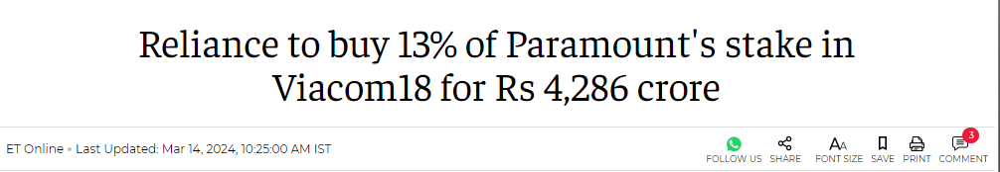 Reliance to buy 13% of Paramount's stake in
Viacom18 for Rs 4,286 crore
ET Online • Last Updated: Mar 14, 2024, 10:25:00 AM IST
3
AA
FOLLOW US SHARE FONT SIZE SAVE PRINT COMMENT